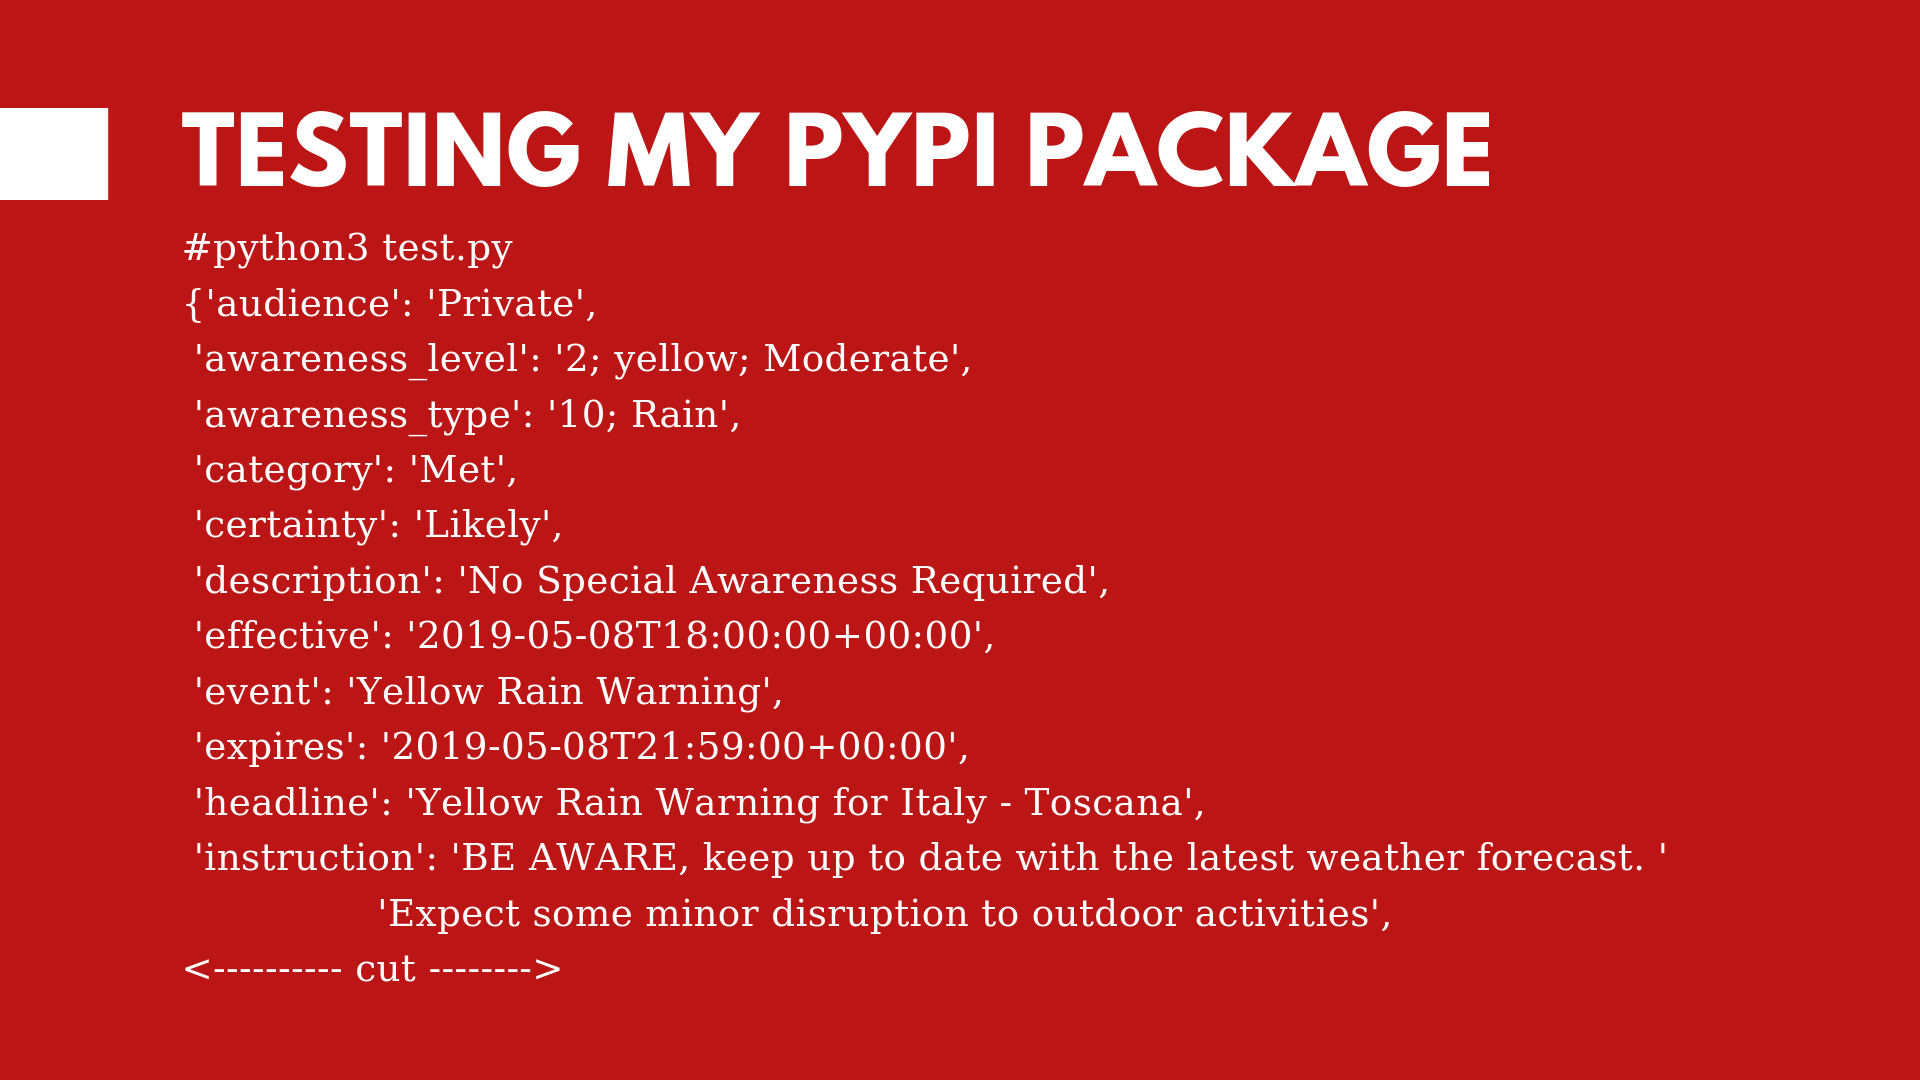 TESTING MY PYPI PACKAGE
#python3 test.py
{'audience': 'Private',
'awareness_level': '2; yellow; Moderate',
'awareness_type': '10; Rain',
'category': 'Met',
'certainty': 'Likely',
'description': 'No Special Awareness Required',
'effective': '2019-05-08T18:00:00+00:00',
'event': 'Yellow Rain Warning',
'expires': '2019-05-08T21:59:00+00:00',
'headline': 'Yellow Rain Warning for Italy - Toscana',
'instruction': 'BE AWARE, keep up to date with the latest weather forecast. '
'Expect some minor disruption to outdoor activities',
<---------- cut -------->